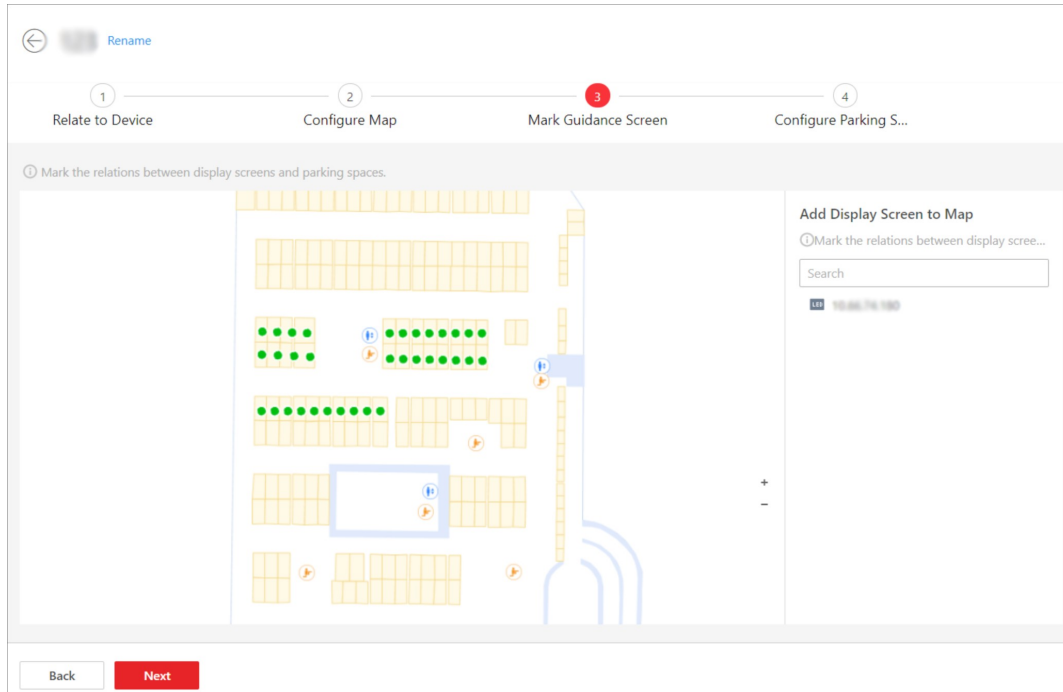 Rename
1
2
3
4
Relate to Device
Configure Map
Mark Guidance Screen
Configure Parking S...
Mark the relations between display screens and parking spaces.
Add Display Screen to Map
Mark the relations between display scree...
Search
LED
+
−
Back
Next